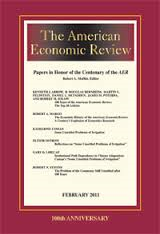 The American
Economic Review
Papers in Honor of the Centenary of the AER
Robert A. Moffitt, Editor
KENNETH J. ARROW, B. DOUGLAS BERNHEIM, MARTIN S.
FELDSTEIN, DANIEL L. MCFADDEN, JAMES M. POTERBA,
AND ROBERT M. SOLOW
100 Years of the American Economic Review:
The Top 20 Articles
ROBERT A. MARGO
The Economic History of the American Economic Review:
A Century's Explosion of Economics Research
KATHARINE COMAN
Some Unsettled Problems of Irrigation
ELINOR OSTROM
Reflections on "Some Unsettled Problems of Irrigation"
GARY D. LIBECAP
Institutional Path Dependence in Climate Adaptation:
Coman's "Some Unsettled Problems of Irrigation"
ROBERT N. STAVINS
The Problem of the Commons: Still Unsettled after
100 Years
FEBRUARY 2011
100th ANNIVERSARY